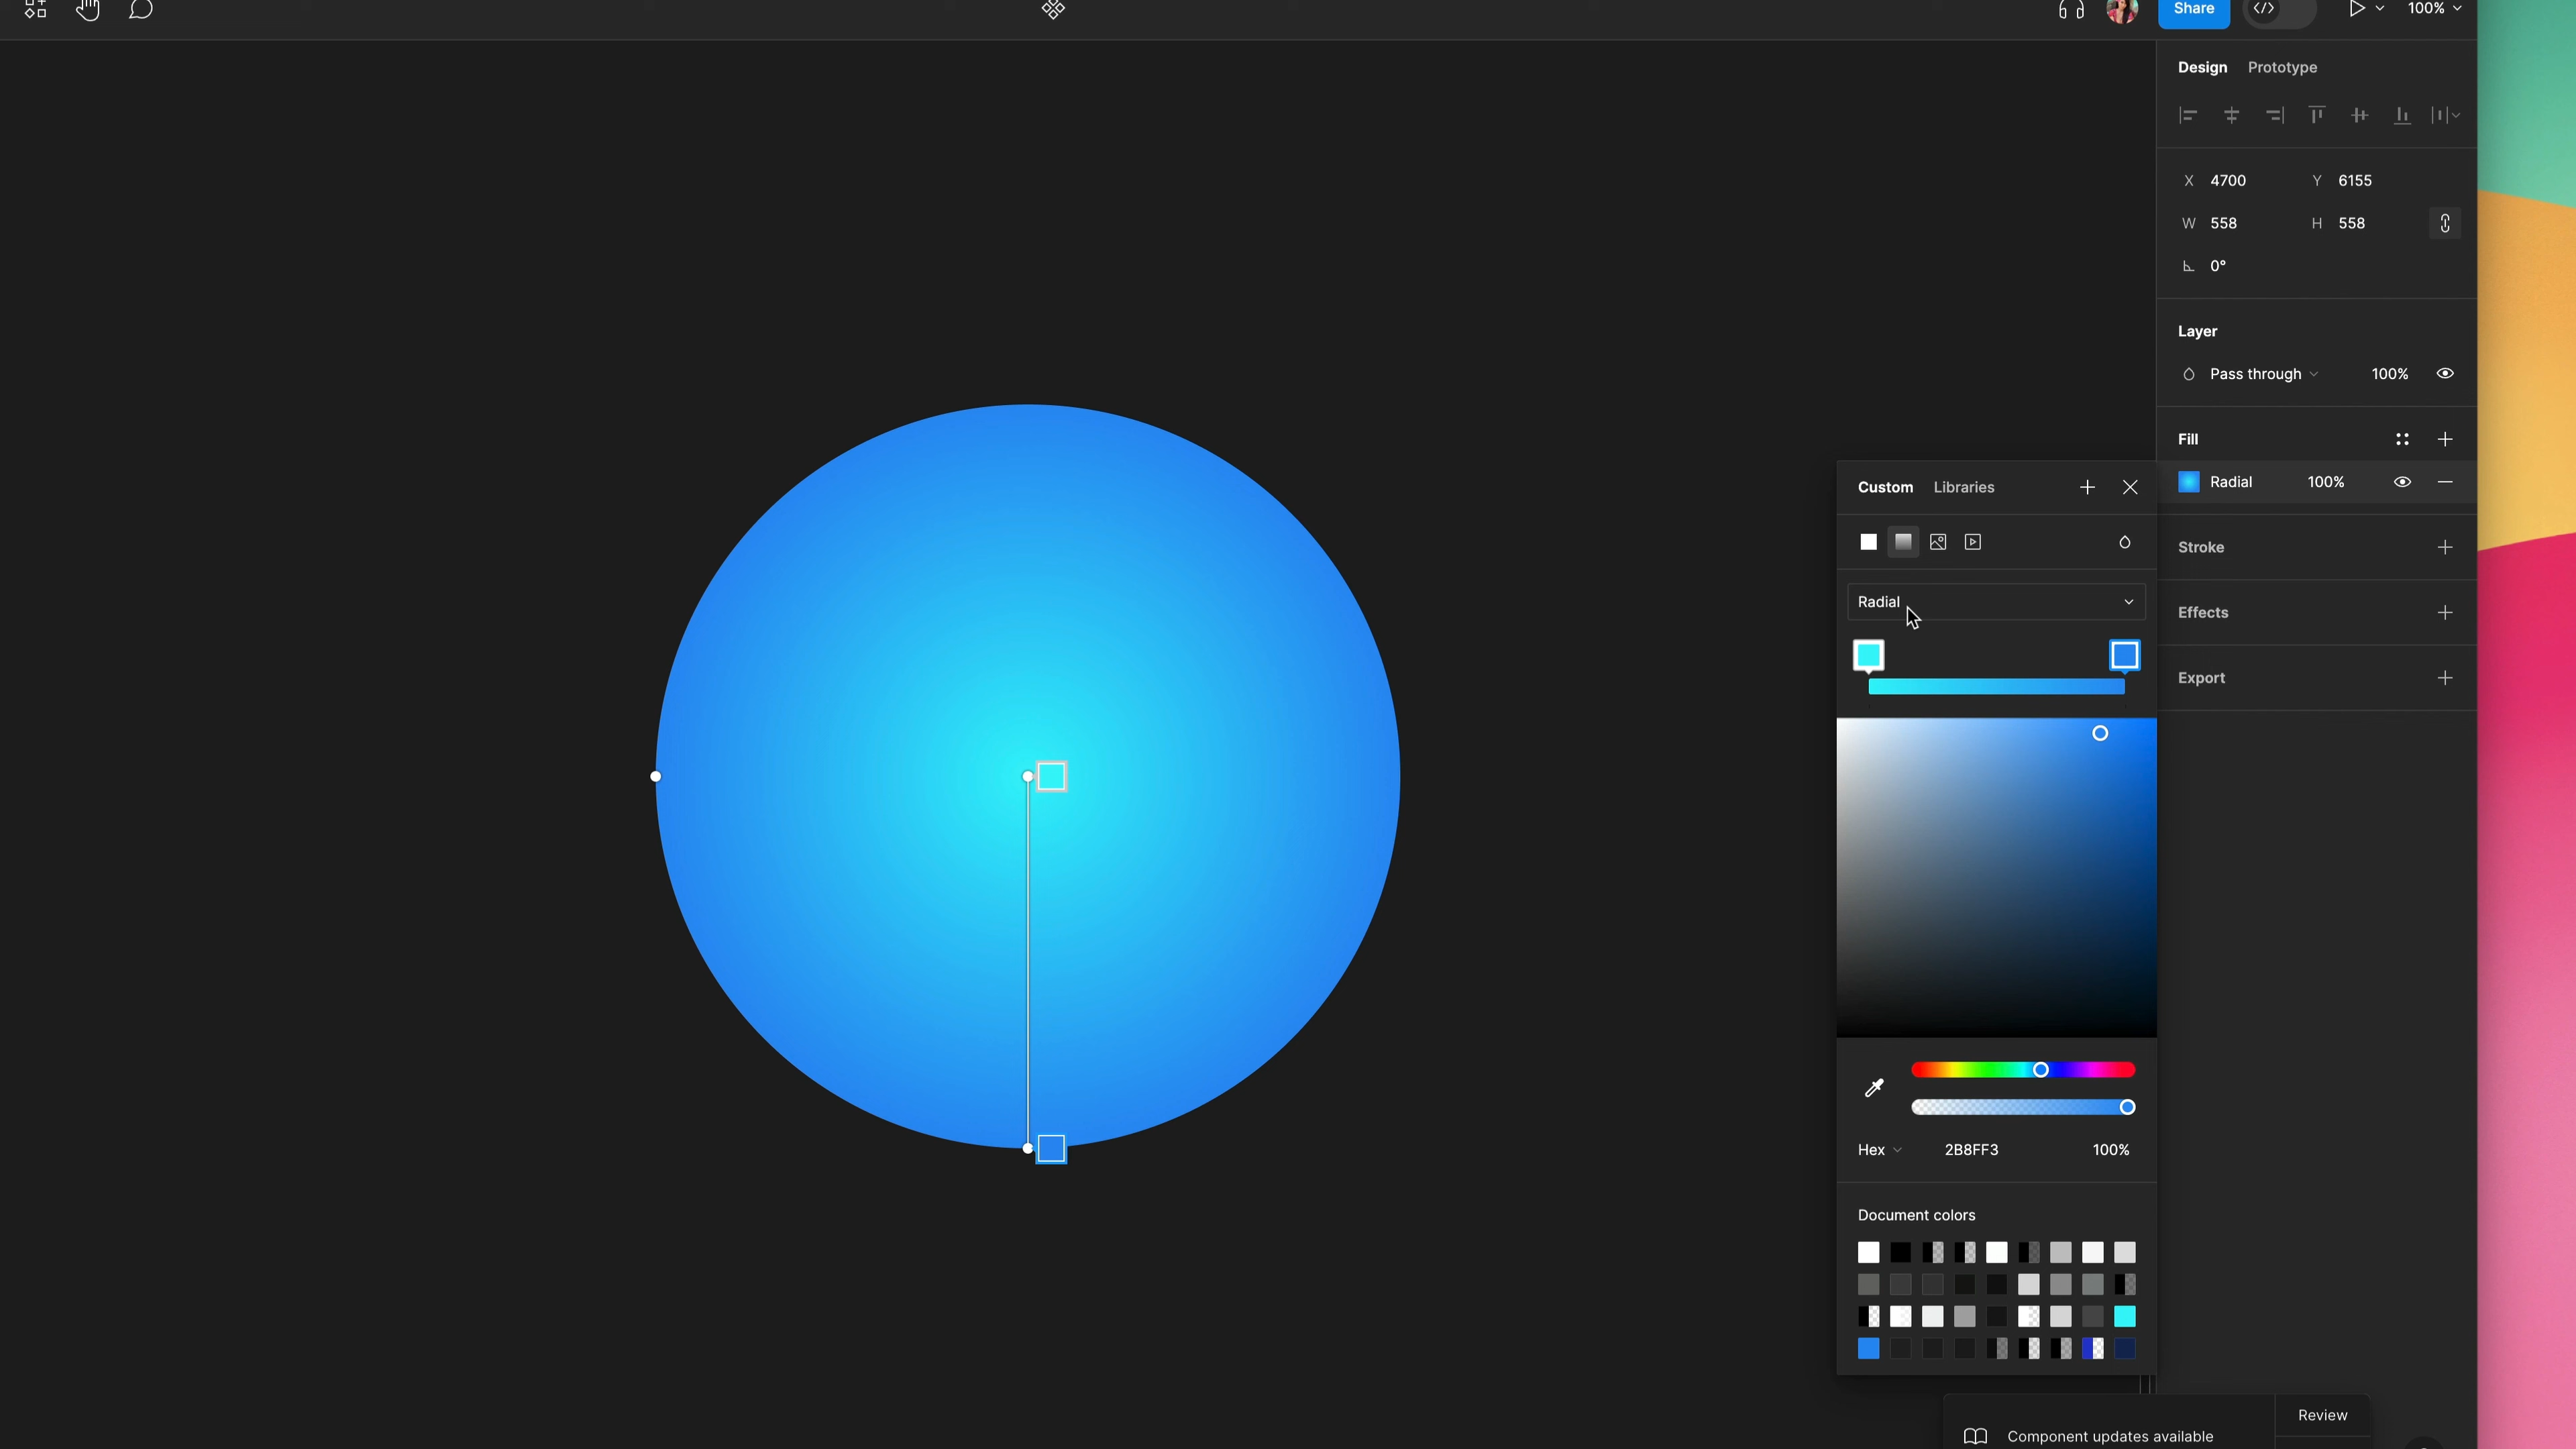 Share
100%
Design Prototype
X 4700 Y 6155
W 558 H 558
0°
Layer
Pass through 100%
Fill
Custom Libraries
Radial 100%
Stroke
Radial
Effects
Export
Hex 2B8FF3 100%
Document colors
Review
Component updates available